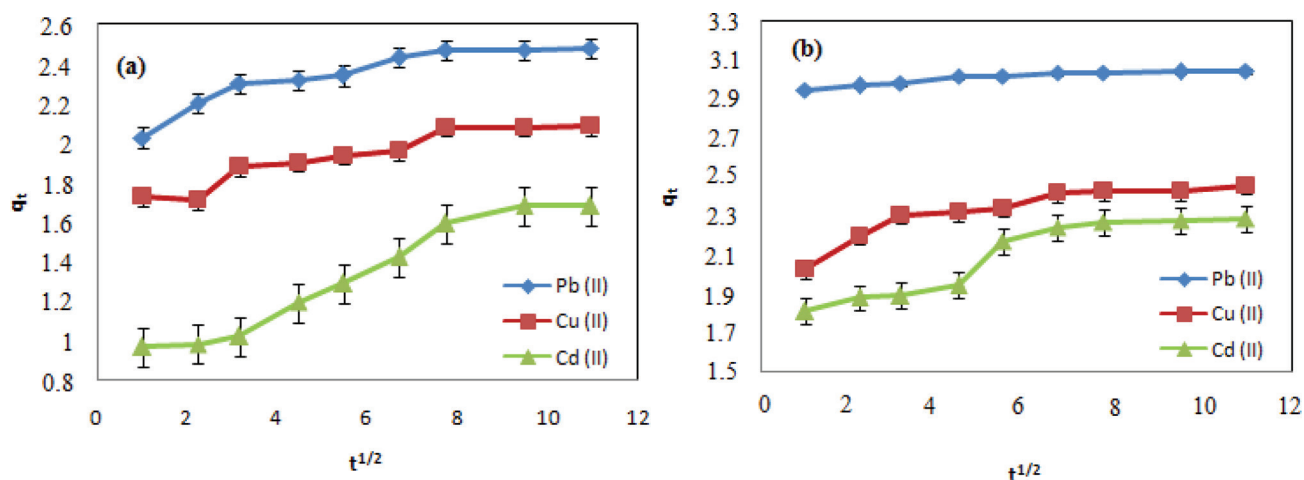 (a)
2.6
2.4
2.2
2
1.8
1.6
1.4
1.2
1
0.8
qt
Pb (II)
Cu (II)
Cd (II)
0 2 4 6 8 10 12
t1/2
(b)
3.3
3.1
2.9
2.7
2.5
2.3
2.1
1.9
1.7
1.5
qt
Pb (II)
Cu (II)
Cd (II)
0 2 4 6 8 10 12
t1/2